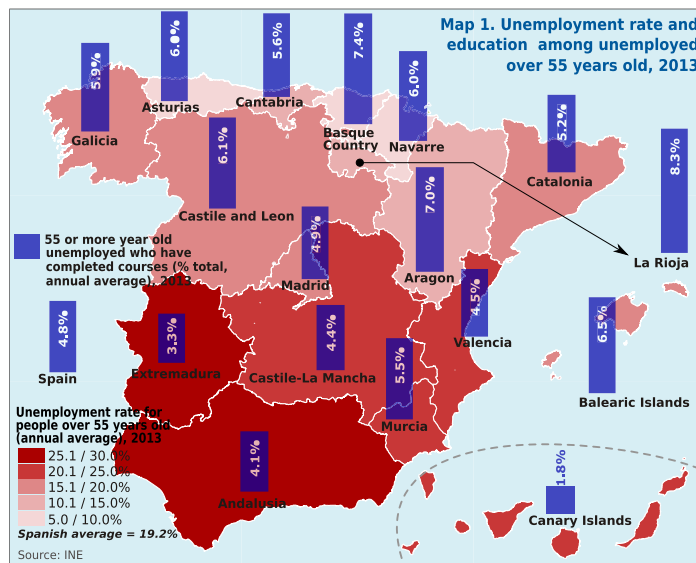 Map 1. Unemployment rate and
education among unemployed
over 55 years old, 2013
5.9%
Galicia
6.0%
Asturias
5.6%
Cantabria
7.4%
Basque
Country
6.0%
Navarre
6.1%
Castile and Leon
7.0%
Aragon
5.2%
Catalonia
8.3%
La Rioja
4.9%
Madrid
55 or more year old
unemployed who have
completed courses (% total,
annual average), 2013
4.8%
Spain
3.3%
Extremadura
4.4%
Castile-La Mancha
4.5%
Valencia
5.5%
Murcia
6.5%
Balearic Islands
4.1%
Andalusia
1.8%
Canary Islands
Unemployment rate for
people over 55 years old
(annual average), 2013
25.1 / 30.0%
20.1 / 25.0%
15.1 / 20.0%
10.1 / 15.0%
5.0 / 10.0%
Spanish average = 19.2%
Source: INE